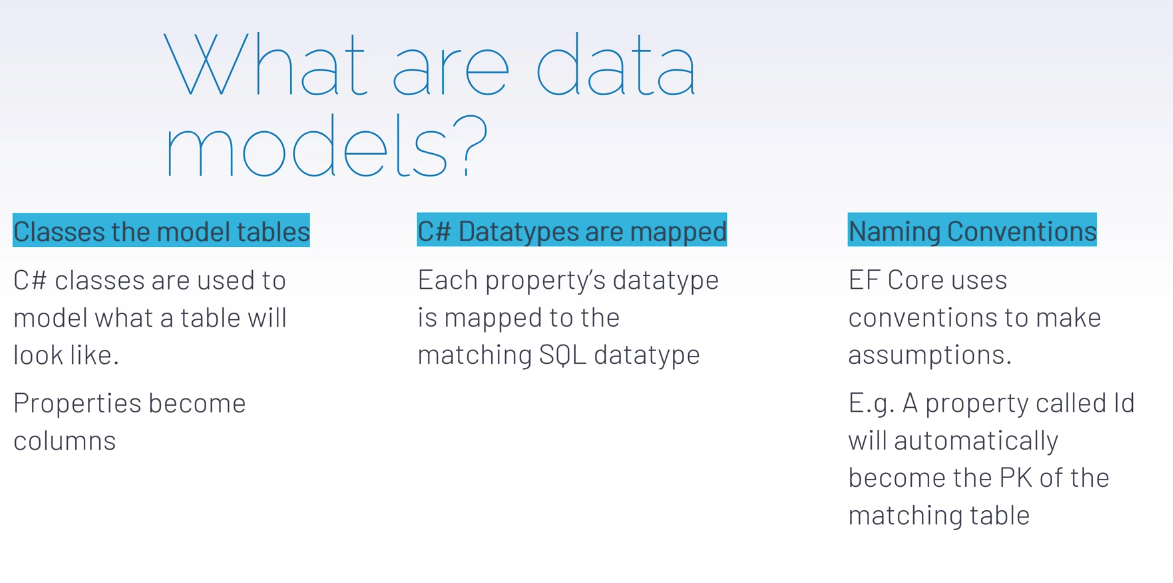 What are data
models?
Classes the model tables
C# classes are used to
model what a table will
look like.
Properties become
columns
C# Datatypes are mapped
Each property’s datatype
is mapped to the
matching SQL datatype
Naming Conventions
EF Core uses
conventions to make
assumptions.
E.g. A property called Id
will automatically
become the PK of the
matching table